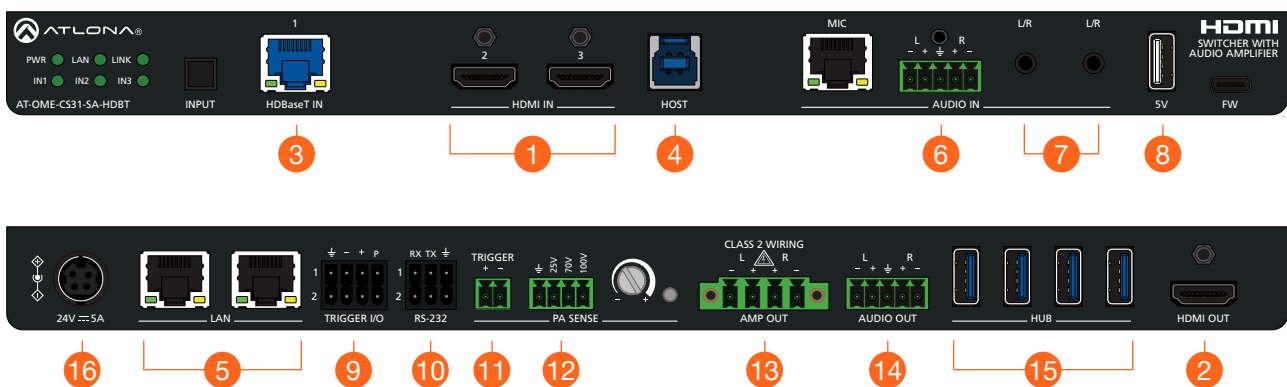 ATLONA®
PWR LAN LINK
IN1 IN2 IN3
AT-OME-CS31-SA-HDBT
INPUT
1
HDBaseT IN
2 3
HDMI IN
HOST
MIC
L R
- + ⏚ + -
AUDIO IN
L/R L/R
5V
HDMI
SWITCHER WITH
AUDIO AMPLIFIER
FW
3 1 4 6 7 8
24V ⎓ 5A
LAN
⏚ - + P
1
2
TRIGGER I/O
RX TX ⏚
1
2
RS-232
TRIGGER
+ -
⏚ 25V 70V 100V
- +
PA SENSE
CLASS 2 WIRING
L R
- + + -
AMP OUT
L R
- + ⏚ + -
AUDIO OUT
HUB
HDMI OUT
16 5 9 10 11 12 13 14 15 2